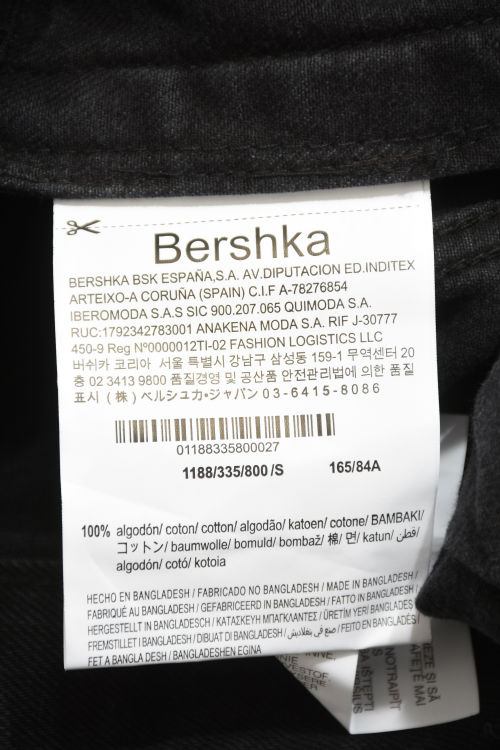 Bershka
BERSHKA BSK ESPAÑA,S.A. AV.DIPUTACION ED.INDITEX
ARTEIXO-A CORUÑA (SPAIN) C.I.F A-78276854
IBEROMODA S.A.S SIC 900.207.065 QUIMODA S.A.
RUC:1792342783001 ANAKENA MODA S.A. RIF J-30777
450-9 Reg Nº0000012TI-02 FASHION LOGISTICS LLC
버쉬카 코리아 서울 특별시 강남구 삼성동 159-1 무역센터 20
층 02 3413 9800 품질경영 및 공산품 안전관리법에 의한 품질
표시 (株) ベルシュカ・ジャパン 03-6415-8086
01188335800027
1188/335/800 /S 165/84A
100% algodón/ coton/ cotton/ algodão/ katoen/ cotone/ BAMBAKI/
コットン/ baumwolle/ bomuld/ bombaž/ 棉/ 면/ katun/ قطن/
algodón/ cotó/ kotoia
HECHO EN BANGLADESH / FABRICADO NO BANGLADESH / MADE IN BANGLADESH /
FABRIQUÉ AU BANGLADESH / GEFABRICEERD IN BANGLADESH / FATTO IN BANGLADESH /
HERGESTELLT IN BANGLADESCH / ΚΑΤΑΣΚΕΥΗ ΜΠΑΓΚΛΑΝΤΕΣ / ÜRETİM YERİ BANGLADEŞ
FREMSTILLET I BANGLADESH / DIBUAT DI BANGLADESH / صنع في بنغلاديش / FEITO EN BANGLADÉS /
FET A BANGLA DESH / BANGLADESHEN EGINA